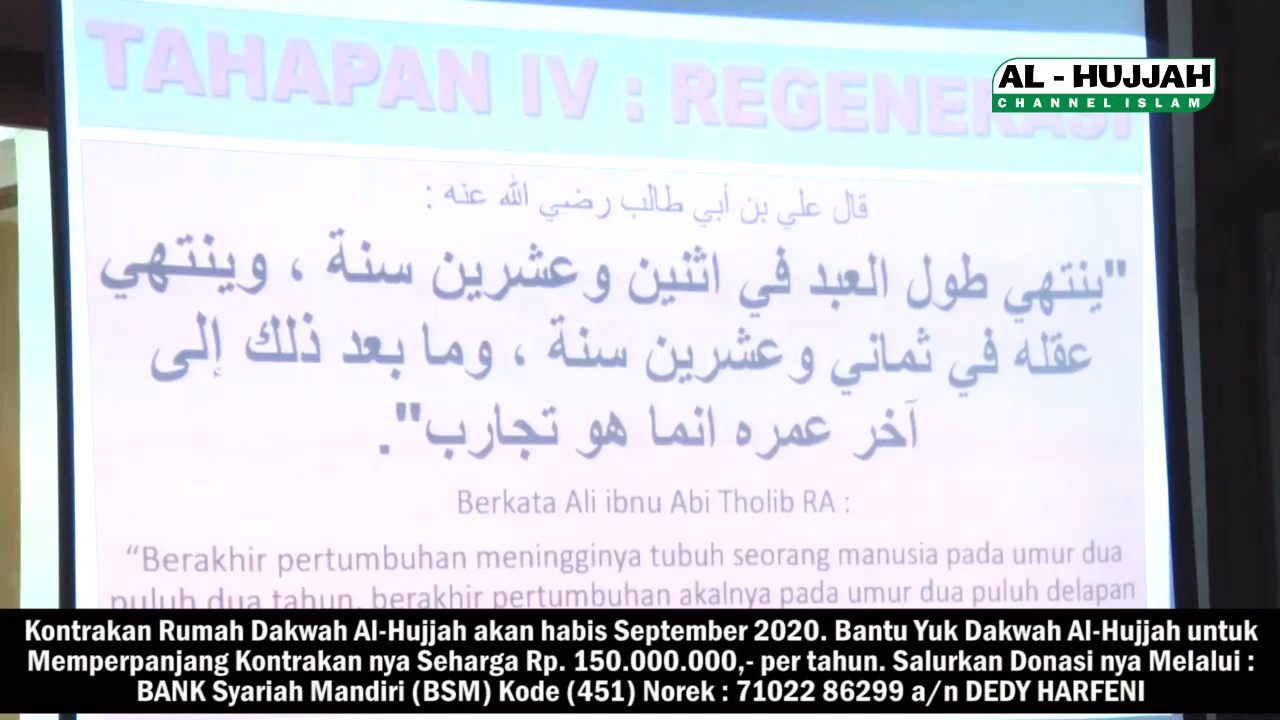 TAHAPAN IV : REGENERASI
AL - HUJJAH
CHANNEL ISLAM
قال علي بن أبي طالب رضي الله عنه :
"ينتهي طول العبد في اثنين وعشرين سنة ، وينتهي
عقله في ثماني وعشرين سنة ، وما بعد ذلك إلى
آخر عمره انما هو تجارب".
Berkata Ali ibnu Abi Tholib RA :
“Berakhir pertumbuhan meningginya tubuh seorang manusia pada umur dua
puluh dua tahun, berakhir pertumbuhan akalnya pada umur dua puluh delapan
Kontrakan Rumah Dakwah Al-Hujjah akan habis September 2020. Bantu Yuk Dakwah Al-Hujjah untuk
Memperpanjang Kontrakan nya Seharga Rp. 150.000.000,- per tahun. Salurkan Donasi nya Melalui :
BANK Syariah Mandiri (BSM) Kode (451) Norek : 71022 86299 a/n DEDY HARFENI